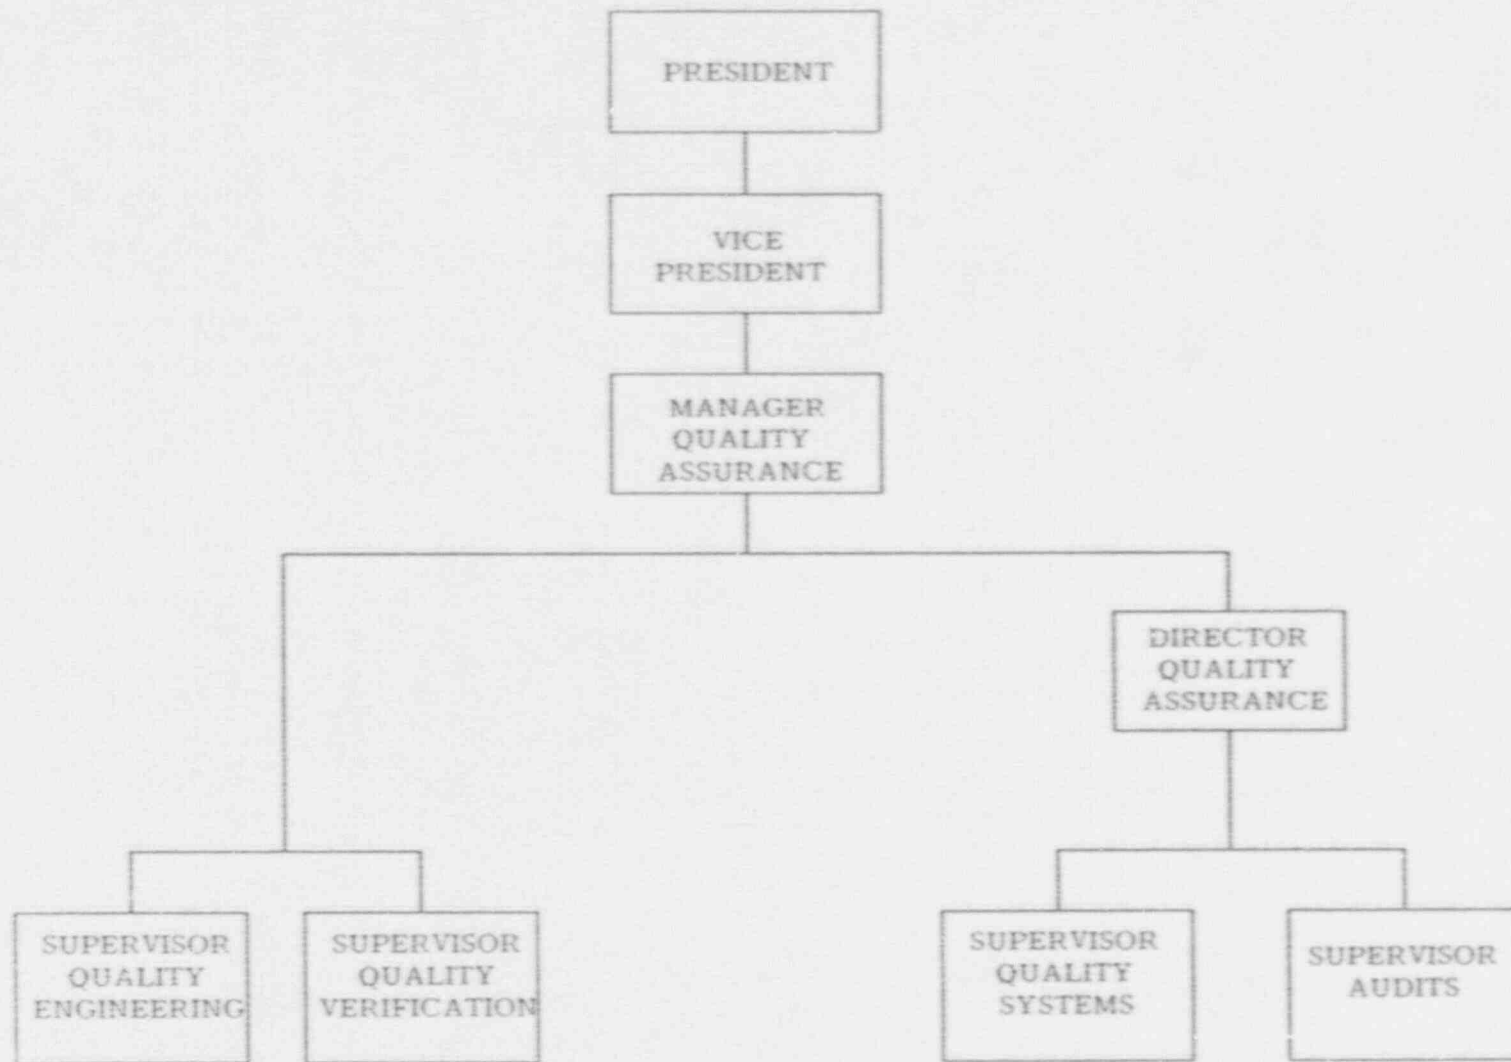 PRESIDENT
VICE
PRESIDENT
MANAGER
QUALITY
ASSURANCE
DIRECTOR
QUALITY
ASSURANCE
SUPERVISOR
QUALITY
ENGINEERING
SUPERVISOR
QUALITY
VERIFICATION
SUPERVISOR
QUALITY
SYSTEMS
SUPERVISOR
AUDITS